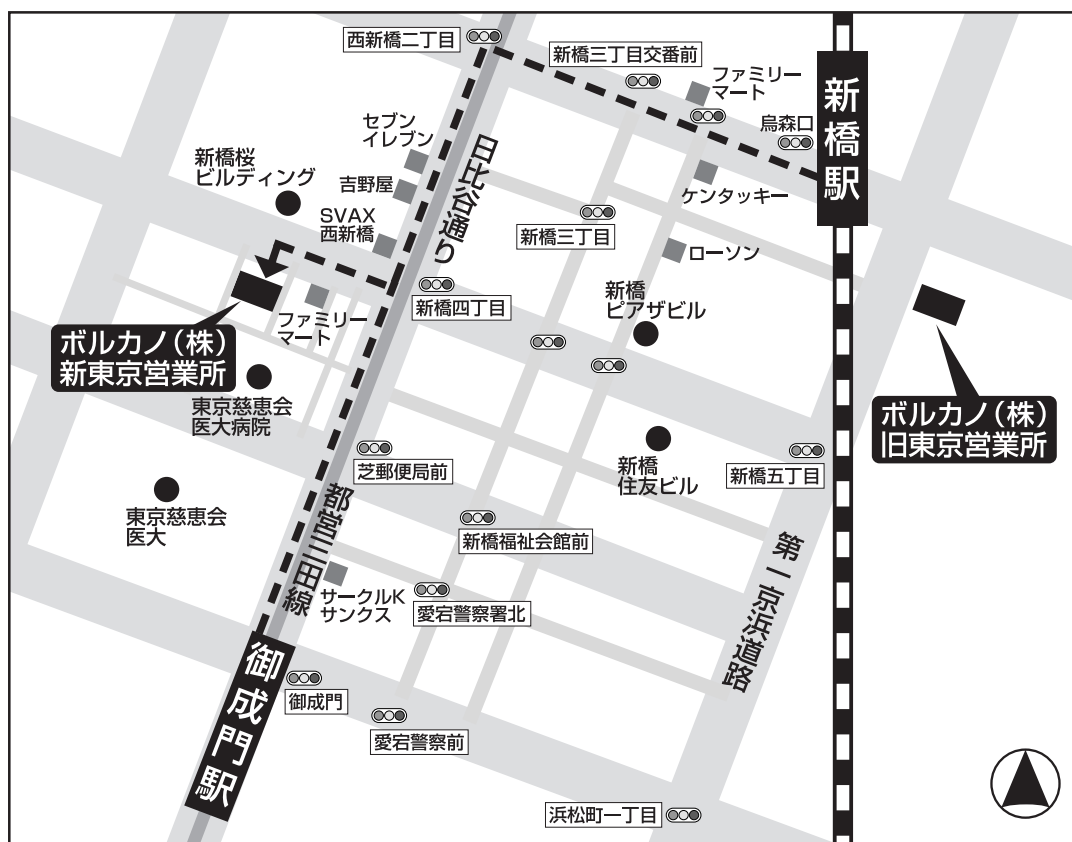 西新橋二丁目
新橋三丁目交番前
ファミリー
マート
烏森口
新橋駅
セブン
イレブン
新橋桜
ビルディング
吉野屋
日比谷通り
ケンタッキー
SVAX
西新橋
新橋三丁目
ローソン
新橋四丁目
新橋
ピアザビル
ファミリー
マート
ボルカノ(株)
新東京営業所
東京慈恵会
医大病院
ボルカノ(株)
旧東京営業所
芝郵便局前
新橋
住友ビル
新橋五丁目
東京慈恵会
医大
都営三田線
新橋福祉会館前
第一京浜道路
サークルK
サンクス
愛宕警察署北
御成門駅
御成門
愛宕警察前
浜松町一丁目